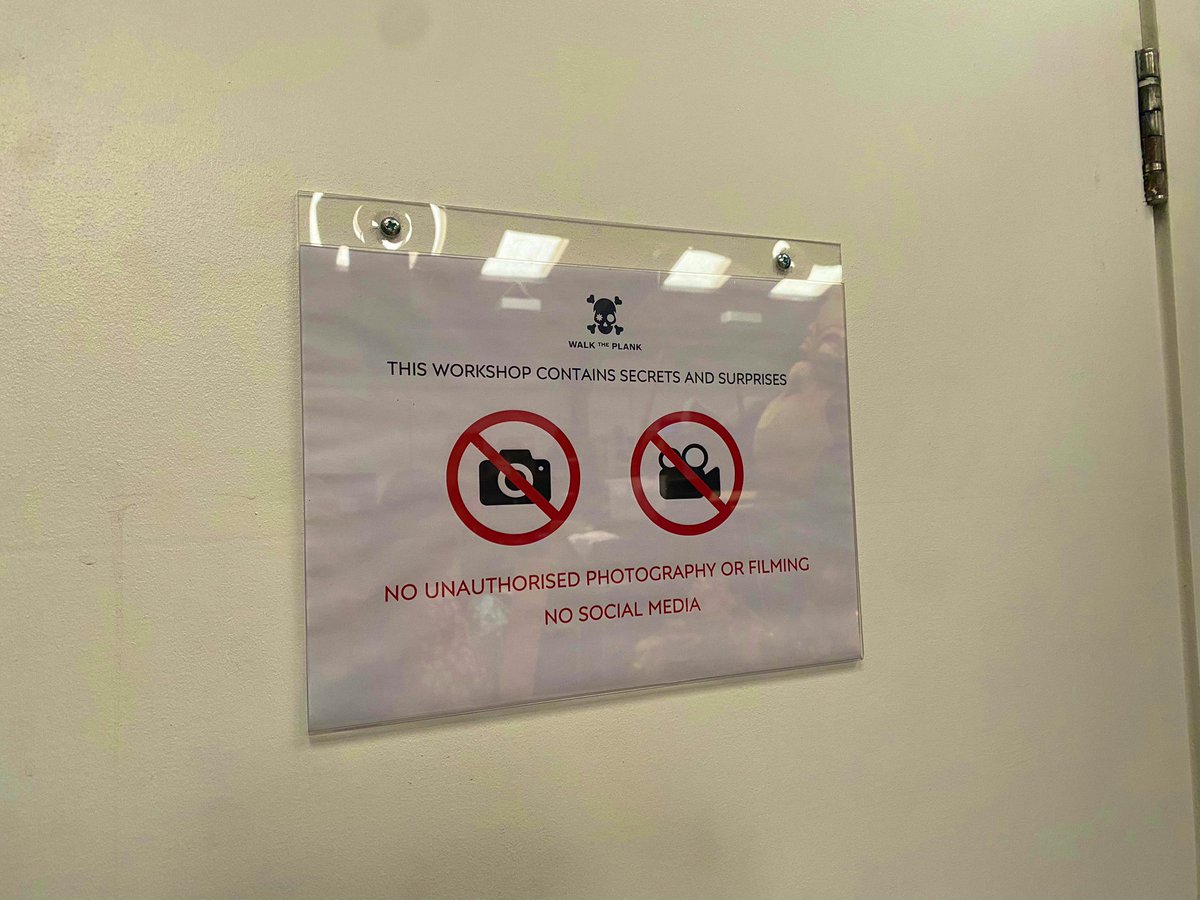 WALK THE PLANK
THIS WORKSHOP CONTAINS SECRETS AND SURPRISES
NO UNAUTHORISED PHOTOGRAPHY OR FILMING
NO SOCIAL MEDIA